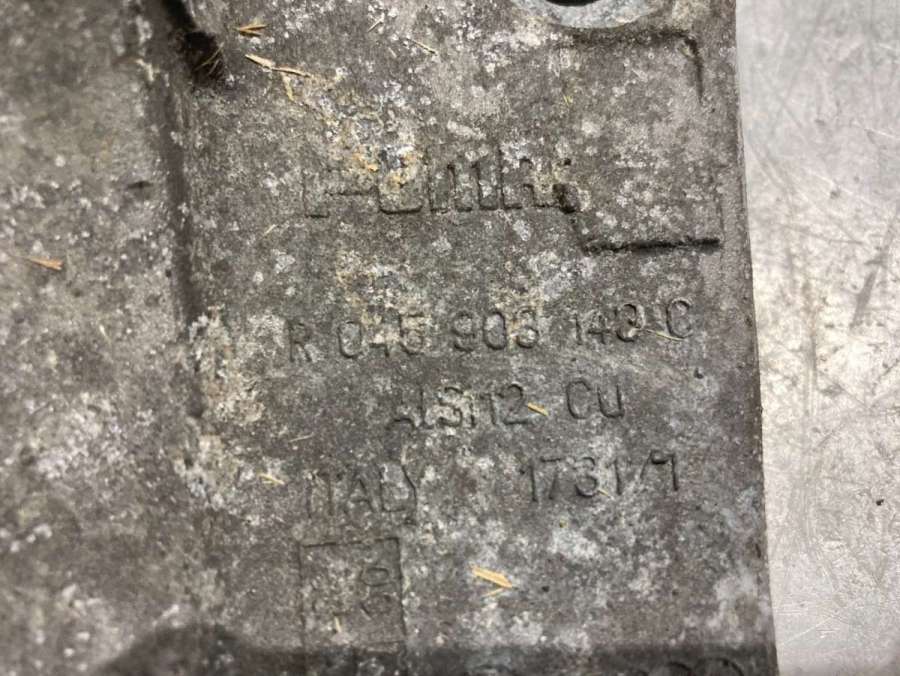 R 045 903 143 C
AlSi12 Cu
ITALY 1731/1